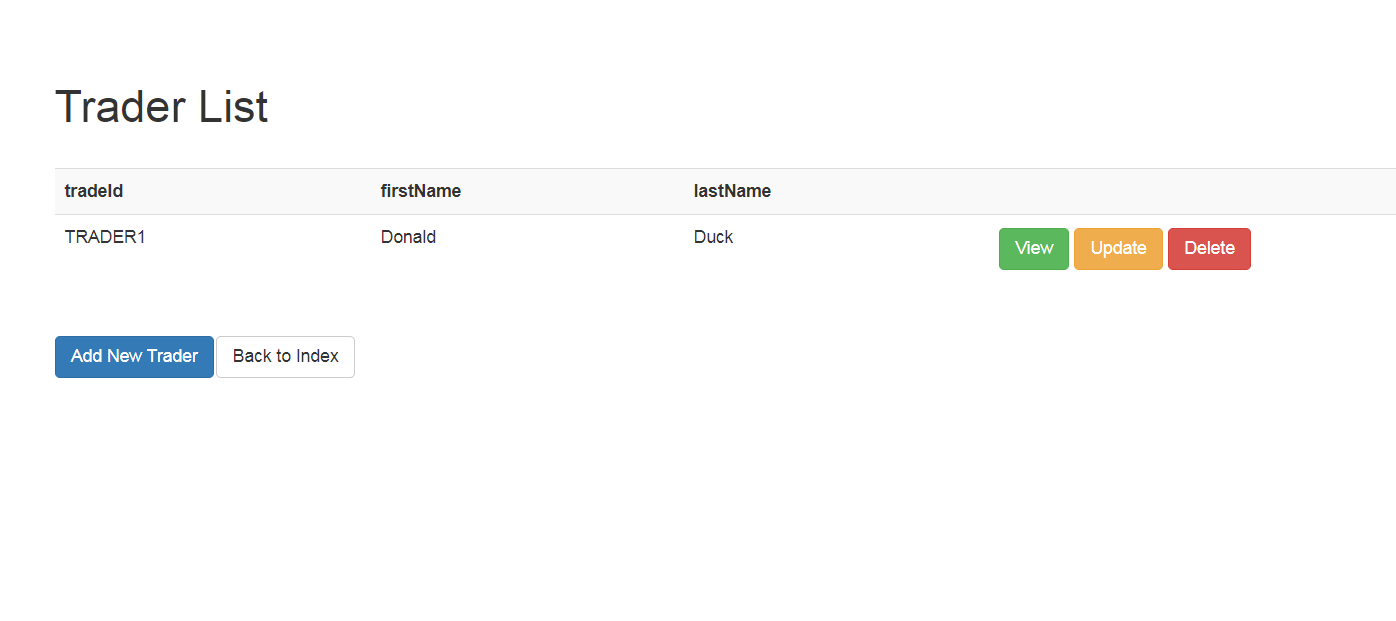 Trader List
tradeId firstName lastName
TRADER1 Donald Duck View Update Delete
Add New Trader Back to Index